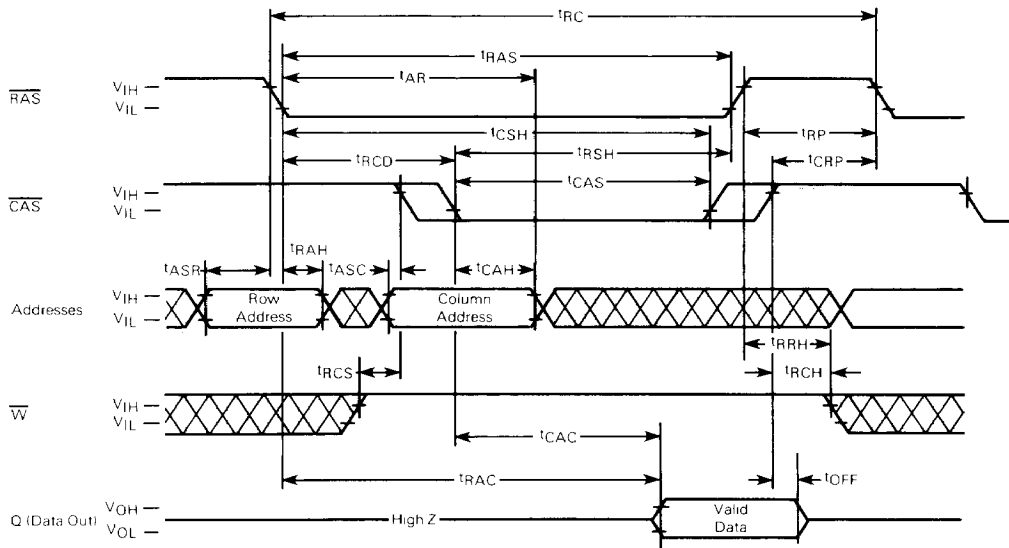 tRC
tRAS
tAR
RAS
VIH
VIL
tCSH
tRSH
tRP
tRCD
tCRP
tCAS
CAS
VIH
VIL
tASR
tRAH
tASC
tCAH
Addresses
VIH
VIL
Row
Address
Column
Address
tRRH
tRCS
tRCH
W
VIH
VIL
tCAC
tRAC
tOFF
Q (Data Out)
VOH
VOL
High Z
Valid
Data